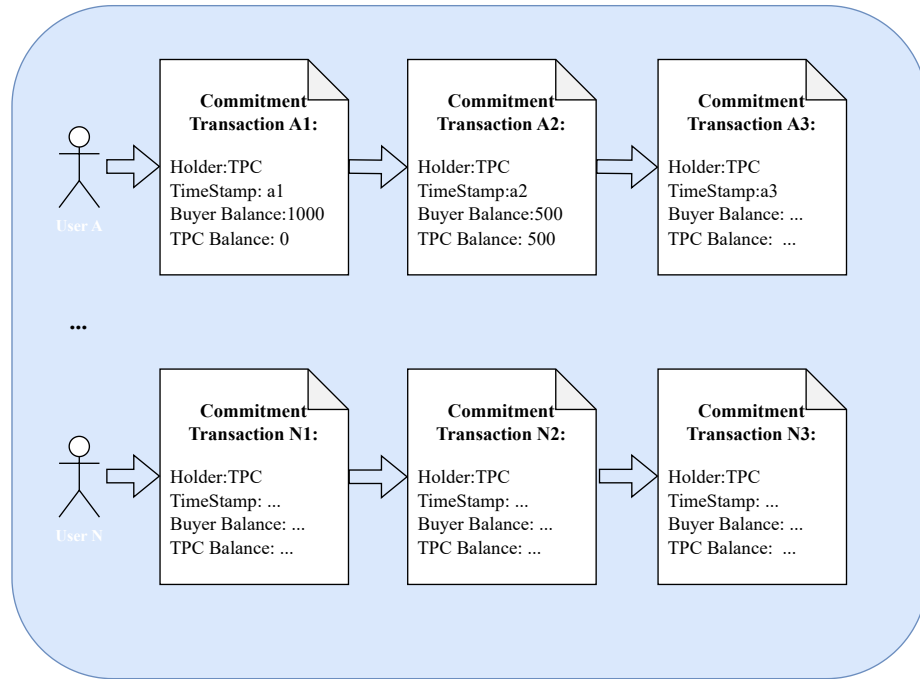 Commitment
Transaction A1:
Holder:TPC
TimeStamp: a1
Buyer Balance:1000
TPC Balance: 0
Commitment
Transaction A2:
Holder:TPC
TimeStamp:a2
Buyer Balance:500
TPC Balance: 500
Commitment
Transaction A3:
Holder:TPC
TimeStamp:a3
Buyer Balance: ...
TPC Balance: ...
User A
...
Commitment
Transaction N1:
Holder:TPC
TimeStamp: ...
Buyer Balance: ...
TPC Balance: ...
Commitment
Transaction N2:
Holder:TPC
TimeStamp: ...
Buyer Balance: ...
TPC Balance: ...
Commitment
Transaction N3:
Holder:TPC
TimeStamp: ...
Buyer Balance: ...
TPC Balance: ...
User N